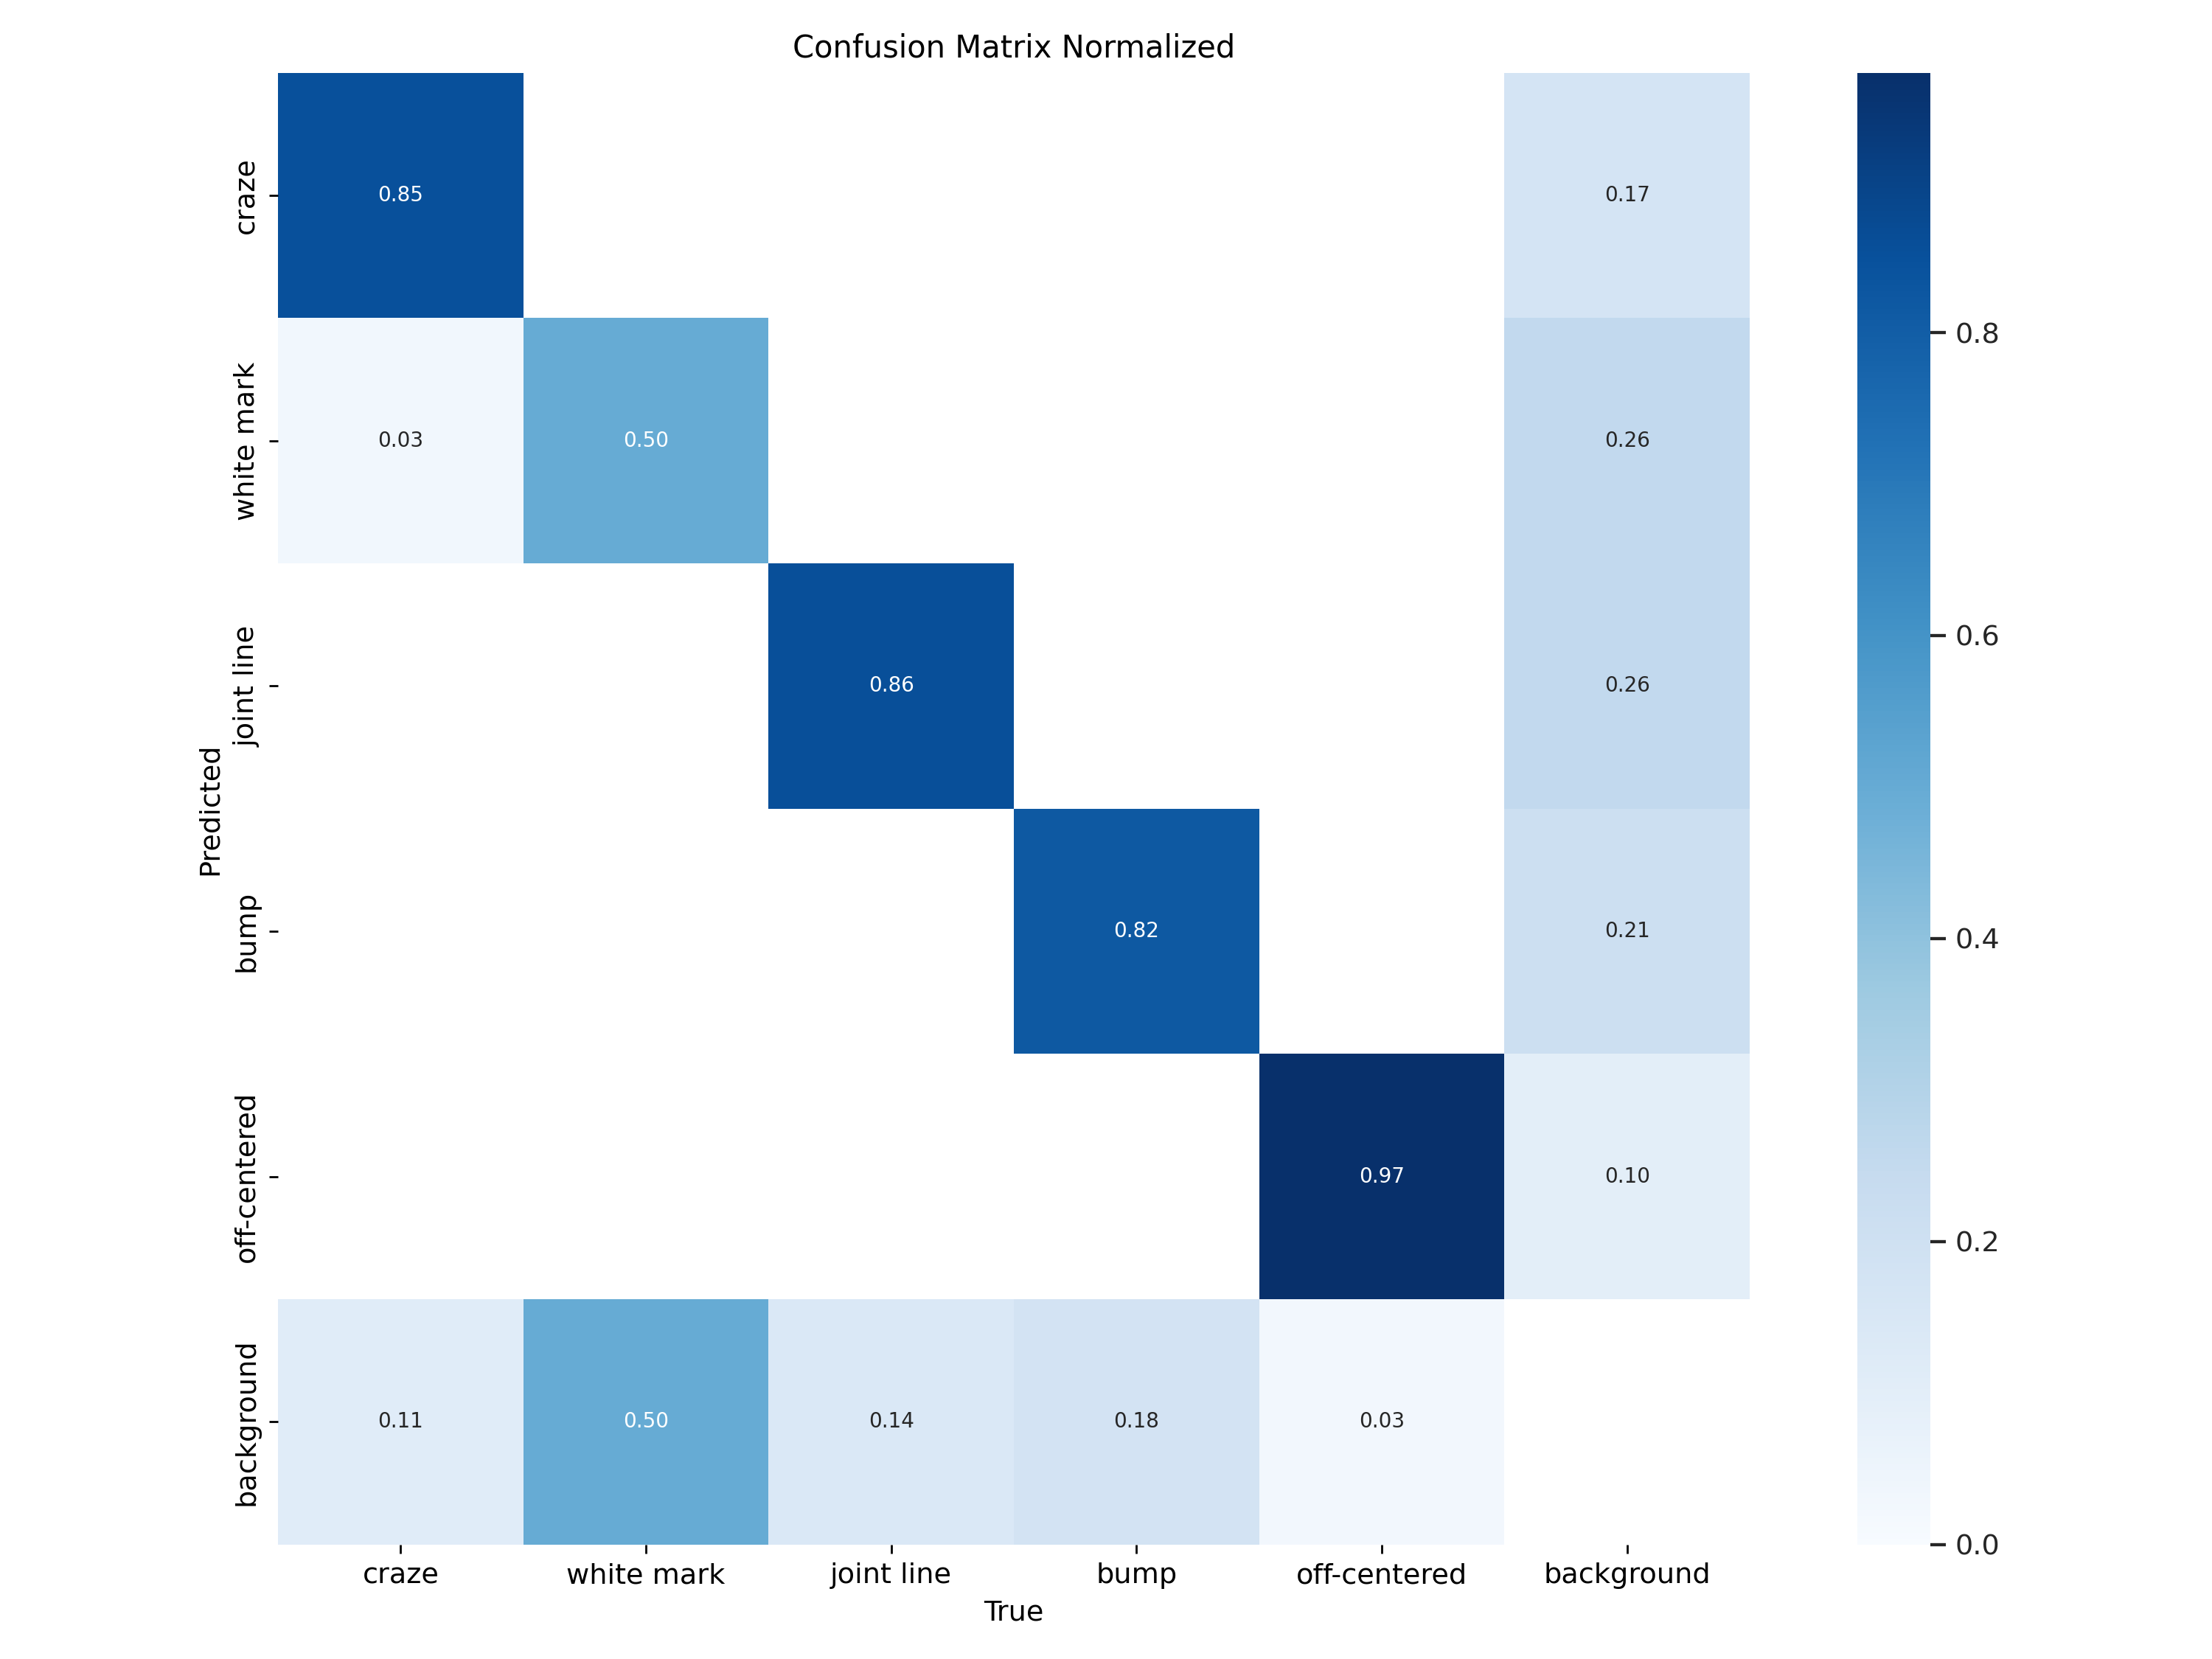 Confusion Matrix Normalized
craze
0.85
0.17
0.8
white mark
0.03
0.50
0.26
0.6
joint line
0.86
0.26
Predicted
bump
0.82
0.21
0.4
off-centered
0.97
0.10
0.2
background
0.11
0.50
0.14
0.18
0.03
0.0
craze
white mark
joint line
bump
off-centered
background
True